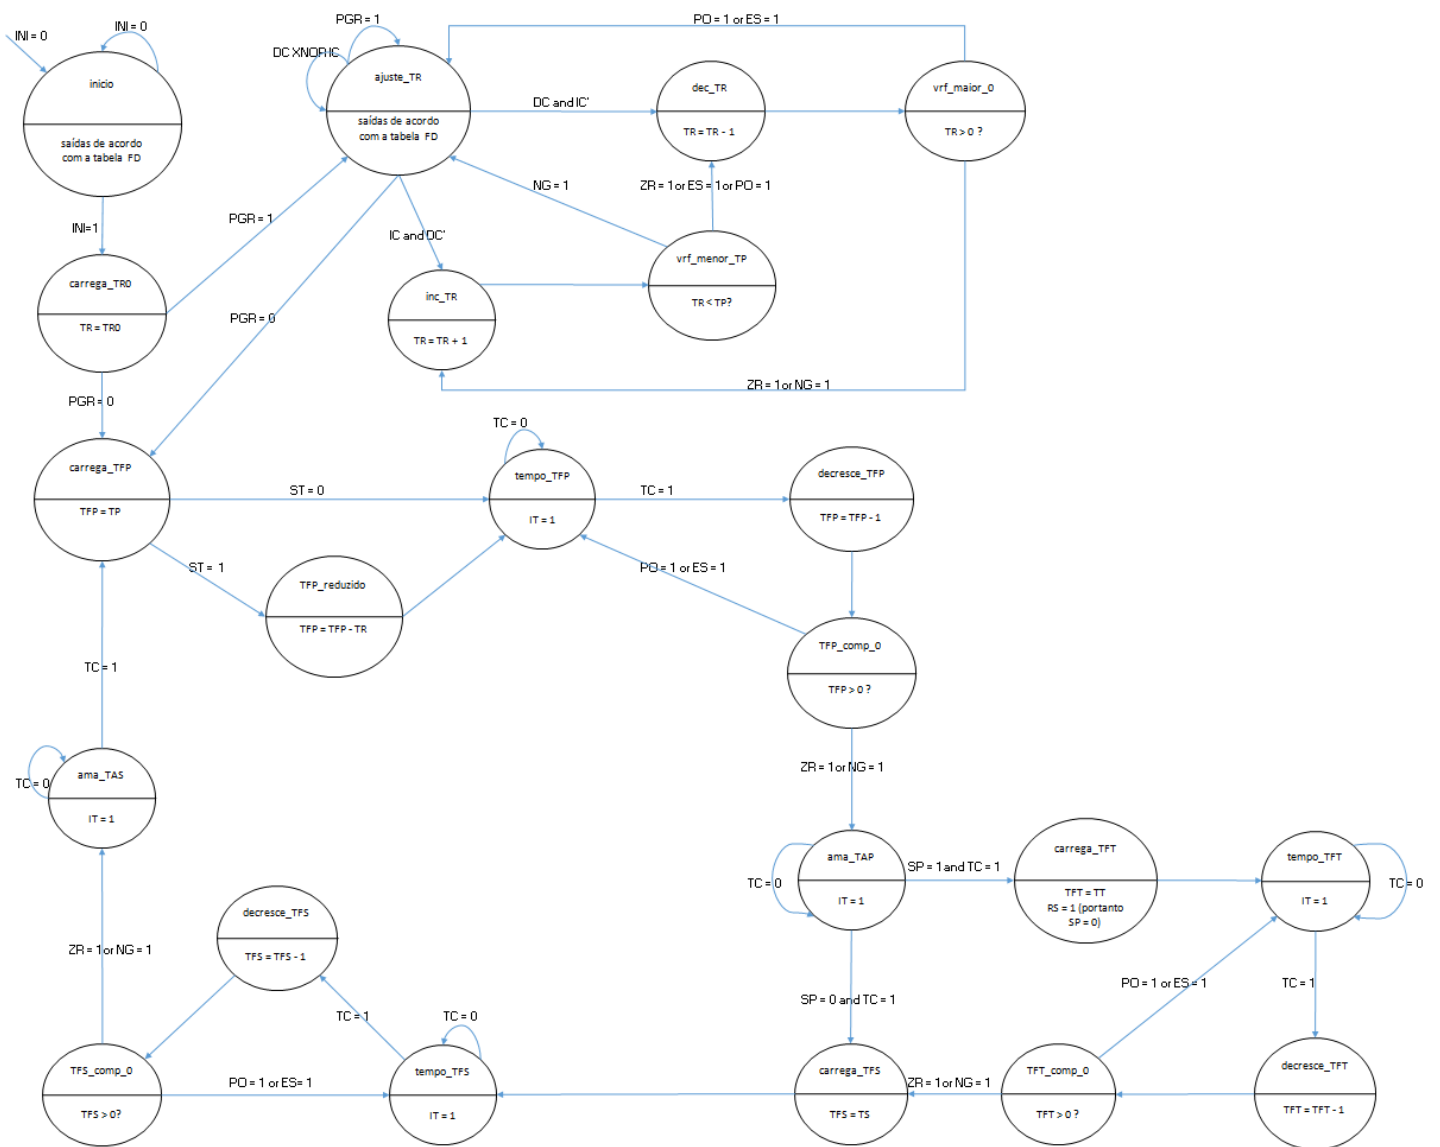 INI = 0
INI = 0
inicio
saídas de acordo
com a tabela FD
INI=1
carrega_TR0
TR = TR0
PGR = 1
PGR = 0
PGR = 1
DC XNOR IC
ajuste_TR
saídas de acordo
com a tabela FD
DC and IC'
dec_TR
TR = TR - 1
PO = 1 or ES = 1
vrf_maior_0
TR > 0 ?
NG = 1
ZR = 1 or ES = 1 or PO = 1
IC and DC'
vrf_menor_TP
TR < TP?
inc_TR
TR = TR + 1
PGR = 0
ZR = 1 or NG = 1
carrega_TFP
TFP = TP
ST = 0
TC = 0
tempo_TFP
IT = 1
TC = 1
decresce_TFP
TFP = TFP - 1
ST = 1
TFP_reduzido
TFP = TFP - TR
PO = 1 or ES = 1
TFP_comp_0
TFP > 0 ?
TC = 1
ZR = 1 or NG = 1
TC = 0
ama_TAS
IT = 1
TC = 0
ama_TAP
IT = 1
SP = 1 and TC = 1
carrega_TFT
TFT = TT
RS = 1 (portanto
SP = 0)
tempo_TFT
IT = 1
TC = 0
decresce_TFS
TFS = TFS - 1
ZR = 1 or NG = 1
SP = 0 and TC = 1
PO = 1 or ES = 1
TC = 1
TC = 1
TC = 0
TFS_comp_0
TFS > 0?
PO = 1 or ES = 1
tempo_TFS
IT = 1
carrega_TFS
TFS = TS
ZR = 1 or NG = 1
TFT_comp_0
TFT > 0 ?
decresce_TFT
TFT = TFT - 1